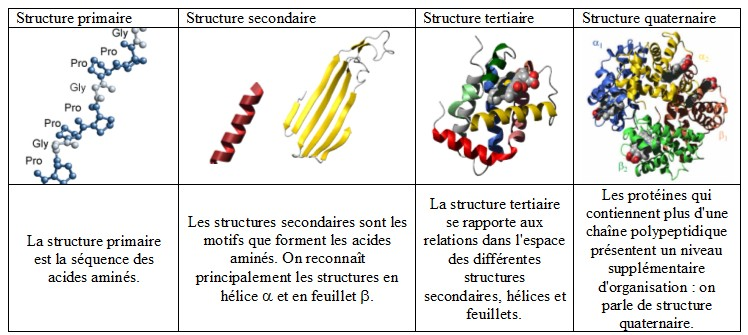 Structure primaire
Structure secondaire
Structure tertiaire
Structure quaternaire
Gly
Pro
Pro
Gly
Pro
Pro
Gly
Pro
α₁
α₂
β₁
β₂
La structure primaire
est la séquence des
acides aminés.
Les structures secondaires sont les
motifs que forment les acides
aminés. On reconnaît
principalement les structures en
hélice α et en feuillet β.
La structure tertiaire
se rapporte aux
relations dans l'espace
des différentes
structures
secondaires, hélices et
feuillets.
Les protéines qui
contiennent plus d'une
chaîne polypeptidique
présentent un niveau
supplémentaire
d'organisation : on
parle de structure
quaternaire.